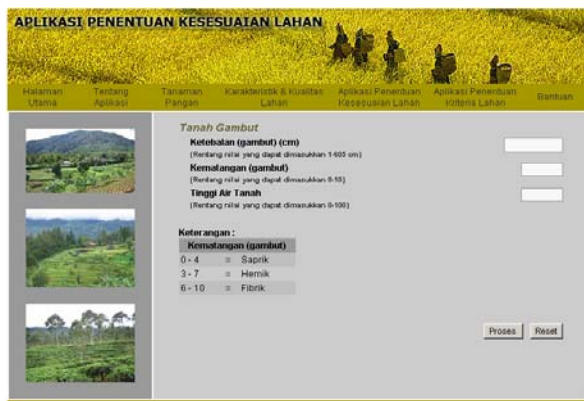 APLIKASI PENENTUAN KESESUAIAN LAHAN
Halaman Utama
Tentang Aplikasi
Tanaman Pangan
Karakteristik & Kualitas Lahan
Aplikasi Penentuan Kesesuaian Lahan
Aplikasi Penentuan Kriteria Lahan
Bantuan
Tanah Gambut
Ketebalan (gambut) (cm)
(Rentang nilai yang dapat dimasukkan 1-605 cm)
Kematangan (gambut)
(Rentang nilai yang dapat dimasukkan 0-10)
Tinggi Air Tanah
(Rentang nilai yang dapat dimasukkan 0-100)
Keterangan :
Kematangan (gambut)
0 - 4 = Saprik
3 - 7 = Hemik
6 - 10 = Fibrik
Proses Reset